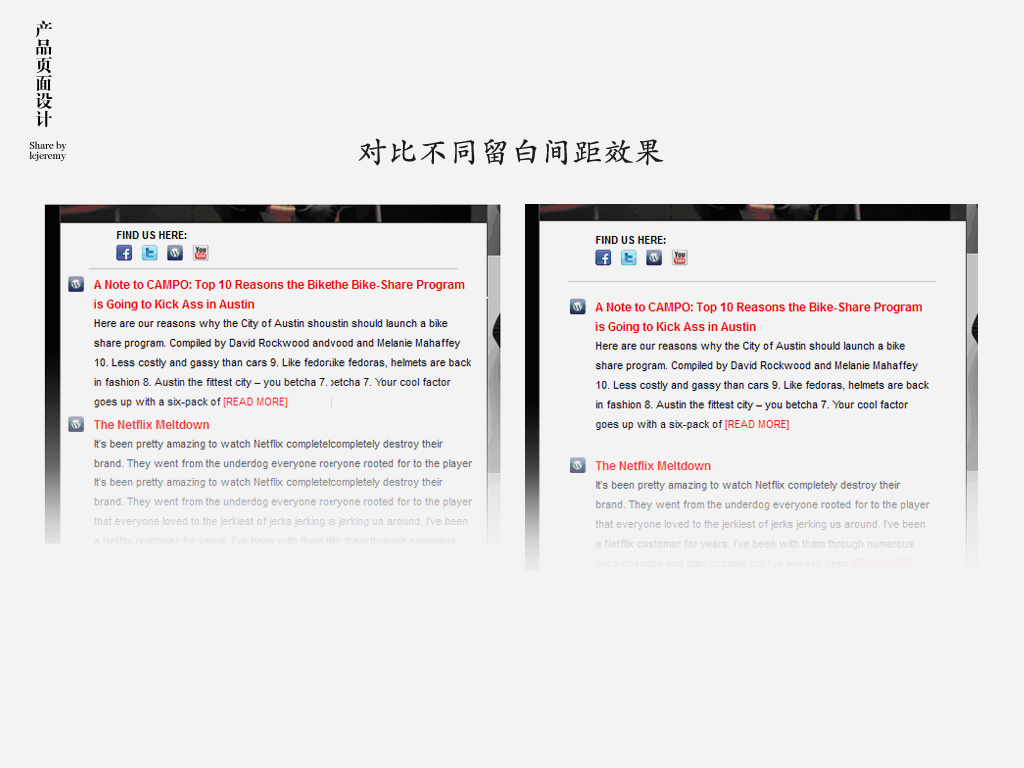 产品页面设计
Share by
lcjeremy
对比不同留白间距效果
FIND US HERE:
You
A Note to CAMPO: Top 10 Reasons the Bikethe Bike-Share Program
is Going to Kick Ass in Austin
Here are our reasons why the City of Austin shoustin should launch a bike
share program. Compiled by David Rockwood andvood and Melanie Mahaffey
10. Less costly and gassy than cars 9. Like fedor‚ike fedoras, helmets are back
in fashion 8. Austin the fittest city – you betcha 7. betcha 7. Your cool factor
goes up with a six-pack of [READ MORE]
The Netflix Meltdown
It's been pretty amazing to watch Netflix completelcompletely destroy their
brand. They went from the underdog everyone roneryone rooted for to the player
It's been pretty amazing to watch Netflix completelcompletely destroy their
brand. They went from the underdog everyone roneryone rooted for to the player
that everyone loved to the jerkiest of jerks jerking is jerking us around. I've been
a Netflix customer for years. I've been with them through numerous
FIND US HERE:
You
A Note to CAMPO: Top 10 Reasons the Bike-Share Program
is Going to Kick Ass in Austin
Here are our reasons why the City of Austin should launch a bike
share program. Compiled by David Rockwood and Melanie Mahaffey
10. Less costly and gassy than cars 9. Like fedoras, helmets are back
in fashion 8. Austin the fittest city – you betcha 7. Your cool factor
goes up with a six-pack of [READ MORE]
The Netflix Meltdown
It's been pretty amazing to watch Netflix completely destroy their
brand. They went from the underdog everyone rooted for to the player
that everyone loved to the jerkiest of jerks jerking us around. I've been
a Netflix customer for years. I've been with them through numerous
price changes and plan updates but I've always been [READ MORE]